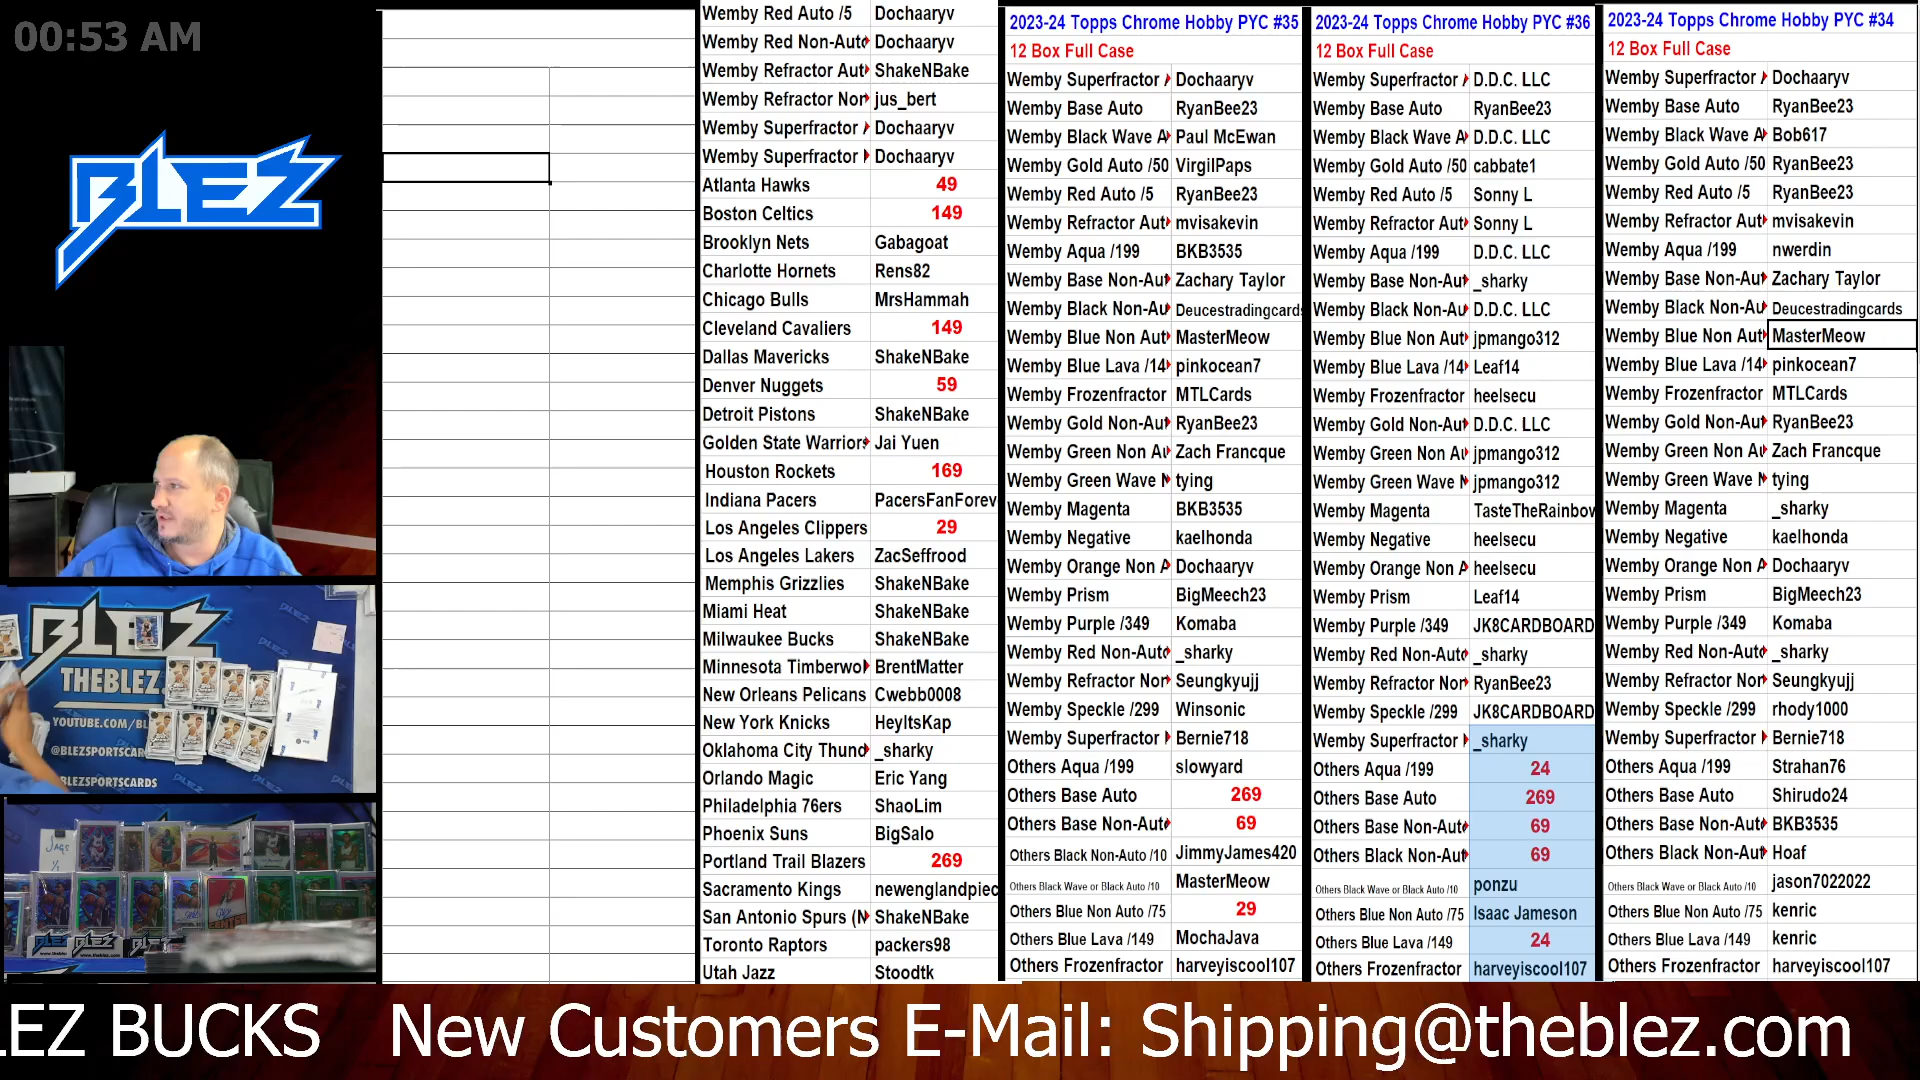 00:53 AM
BLEZ
BLEZ
THEBLEZ
YOUTUBE.COM/BL
@BLEZSPORTSCAR
BLEZSPORTSCARDS
JAGS
Wemby Red Auto /5 Dochaaryv
Wemby Red Non-Auto Dochaaryv
Wemby Refractor Aut ShakeNBake
Wemby Refractor Non jus_bert
Wemby Superfractor A Dochaaryv
Wemby Superfractor N Dochaaryv
Atlanta Hawks 49
Boston Celtics 149
Brooklyn Nets Gabagoat
Charlotte Hornets Rens82
Chicago Bulls MrsHammah
Cleveland Cavaliers 149
Dallas Mavericks ShakeNBake
Denver Nuggets 59
Detroit Pistons ShakeNBake
Golden State Warriors Jai Yuen
Houston Rockets 169
Indiana Pacers PacersFanForev
Los Angeles Clippers 29
Los Angeles Lakers ZacSeffrood
Memphis Grizzlies ShakeNBake
Miami Heat ShakeNBake
Milwaukee Bucks ShakeNBake
Minnesota Timberwol BrentMatter
New Orleans Pelicans Cwebb0008
New York Knicks HeyItsKap
Oklahoma City Thund _sharky
Orlando Magic Eric Yang
Philadelphia 76ers ShaoLim
Phoenix Suns BigSalo
Portland Trail Blazers 269
Sacramento Kings newenglandpiec
San Antonio Spurs (N ShakeNBake
Toronto Raptors packers98
Utah Jazz Stoodtk
2023-24 Topps Chrome Hobby PYC #35
12 Box Full Case
Wemby Superfractor A Dochaaryv
Wemby Base Auto RyanBee23
Wemby Black Wave A Paul McEwan
Wemby Gold Auto /50 VirgilPaps
Wemby Red Auto /5 RyanBee23
Wemby Refractor Aut mvisakevin
Wemby Aqua /199 BKB3535
Wemby Base Non-Aut Zachary Taylor
Wemby Black Non-Au Deucestradingcards
Wemby Blue Non Aut MasterMeow
Wemby Blue Lava /14 pinkocean7
Wemby Frozenfractor MTLCards
Wemby Gold Non-Aut RyanBee23
Wemby Green Non Au Zach Francque
Wemby Green Wave N tying
Wemby Magenta BKB3535
Wemby Negative kaelhonda
Wemby Orange Non A Dochaaryv
Wemby Prism BigMeech23
Wemby Purple /349 Komaba
Wemby Red Non-Auto _sharky
Wemby Refractor Non Seungkyujj
Wemby Speckle /299 Winsonic
Wemby Superfractor N Bernie718
Others Aqua /199 slowyard
Others Base Auto 269
Others Base Non-Aut 69
Others Black Non-Auto /10 JimmyJames420
Others Black Wave or Black Auto /10 MasterMeow
Others Blue Non Auto /75 29
Others Blue Lava /149 MochaJava
Others Frozenfractor harveyiscool107
2023-24 Topps Chrome Hobby PYC #36
12 Box Full Case
Wemby Superfractor A D.D.C. LLC
Wemby Base Auto RyanBee23
Wemby Black Wave A D.D.C. LLC
Wemby Gold Auto /50 cabbate1
Wemby Red Auto /5 Sonny L
Wemby Refractor Aut Sonny L
Wemby Aqua /199 D.D.C. LLC
Wemby Base Non-Aut _sharky
Wemby Black Non-Au D.D.C. LLC
Wemby Blue Non Aut jpmango312
Wemby Blue Lava /14 Leaf14
Wemby Frozenfractor heelsecu
Wemby Gold Non-Aut D.D.C. LLC
Wemby Green Non Au jpmango312
Wemby Green Wave N jpmango312
Wemby Magenta TasteTheRainbow
Wemby Negative heelsecu
Wemby Orange Non A heelsecu
Wemby Prism Leaf14
Wemby Purple /349 JK8CARDBOARD
Wemby Red Non-Auto _sharky
Wemby Refractor Non RyanBee23
Wemby Speckle /299 JK8CARDBOARD
Wemby Superfractor N _sharky
Others Aqua /199 24
Others Base Auto 269
Others Base Non-Aut 69
Others Black Non-Aut 69
Others Black Wave or Black Auto /10 ponzu
Others Blue Non Auto /75 Isaac Jameson
Others Blue Lava /149 24
Others Frozenfractor harveyiscool107
2023-24 Topps Chrome Hobby PYC #34
12 Box Full Case
Wemby Superfractor A Dochaaryv
Wemby Base Auto RyanBee23
Wemby Black Wave A Bob617
Wemby Gold Auto /50 RyanBee23
Wemby Red Auto /5 RyanBee23
Wemby Refractor Aut mvisakevin
Wemby Aqua /199 nwerdin
Wemby Base Non-Aut Zachary Taylor
Wemby Black Non-Au Deucestradingcards
Wemby Blue Non Aut MasterMeow
Wemby Blue Lava /14 pinkocean7
Wemby Frozenfractor MTLCards
Wemby Gold Non-Aut RyanBee23
Wemby Green Non Au Zach Francque
Wemby Green Wave N tying
Wemby Magenta _sharky
Wemby Negative kaelhonda
Wemby Orange Non A Dochaaryv
Wemby Prism BigMeech23
Wemby Purple /349 Komaba
Wemby Red Non-Auto _sharky
Wemby Refractor Non Seungkyujj
Wemby Speckle /299 rhody1000
Wemby Superfractor N Bernie718
Others Aqua /199 Strahan76
Others Base Auto Shirudo24
Others Base Non-Aut BKB3535
Others Black Non-Aut Hoaf
Others Black Wave or Black Auto /10 jason7022022
Others Blue Non Auto /75 kenric
Others Blue Lava /149 kenric
Others Frozenfractor harveyiscool107
LEZ BUCKS New Customers E-Mail: Shipping@theblez.com